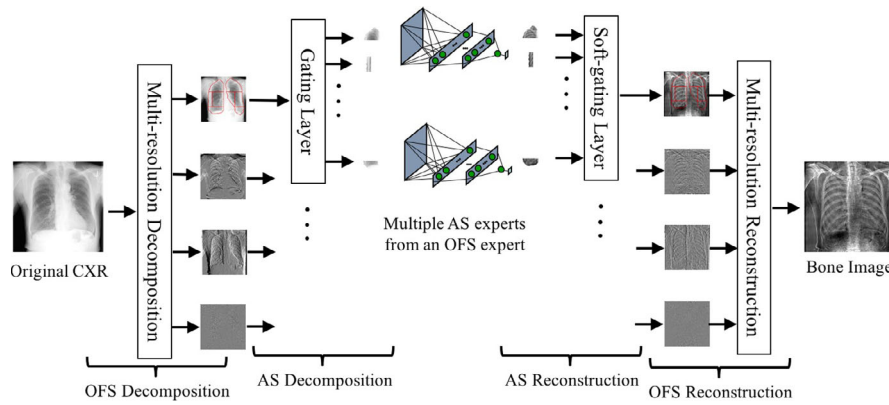 Original CXR
Multi-resolution Decomposition
Gating Layer
Multiple AS experts
from an OFS expert
Soft-gating Layer
Multi-resolution Reconstruction
Bone Image
OFS Decomposition
AS Decomposition
AS Reconstruction
OFS Reconstruction